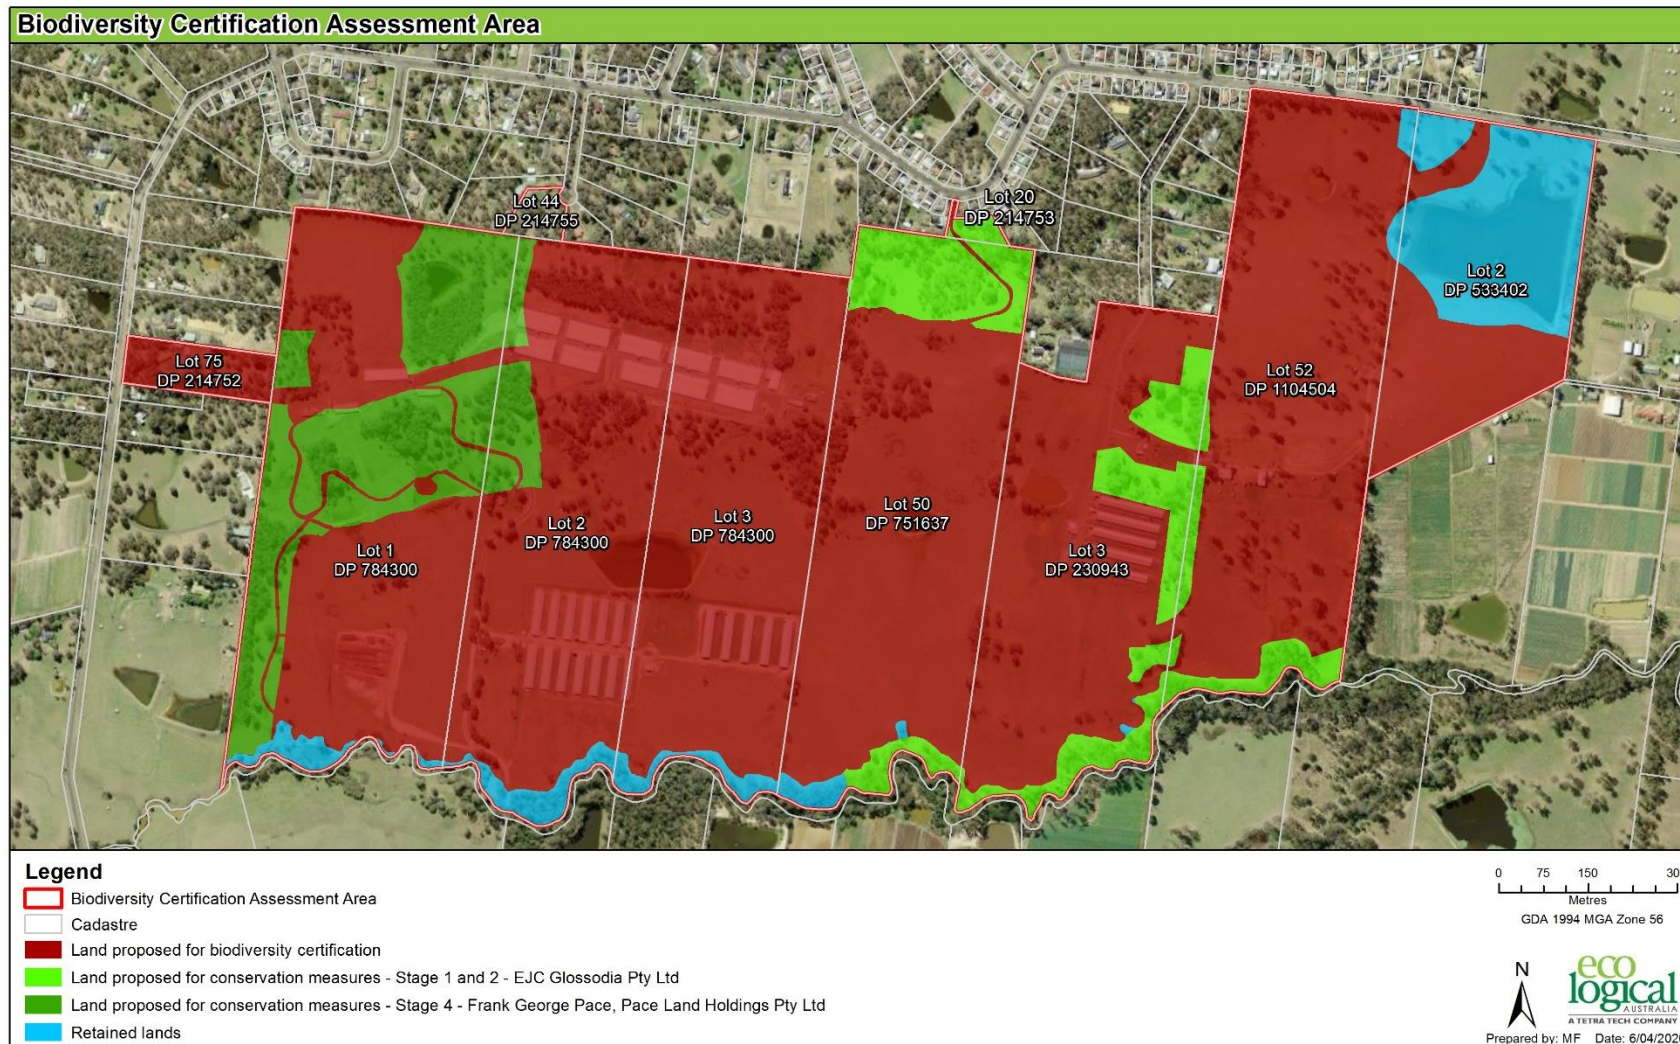 Biodiversity Certification Assessment Area
Lot 44
DP 214755
Lot 20
DP 214753
Lot 2
DP 533402
Lot 75
DP 214752
Lot 52
DP 1104504
Lot 50
DP 751637
Lot 2
DP 784300
Lot 3
DP 784300
Lot 1
DP 784300
Lot 3
DP 230943
Legend
Biodiversity Certification Assessment Area
Cadastre
Land proposed for biodiversity certification
Land proposed for conservation measures - Stage 1 and 2 - EJC Glossodia Pty Ltd
Land proposed for conservation measures - Stage 4 - Frank George Pace, Pace Land Holdings Pty Ltd
Retained lands
0 75 150 30
Metres
GDA 1994 MGA Zone 56
N
eco
logical
AUSTRALIA
A TETRA TECH COMPANY
Prepared by: MF Date: 6/04/202